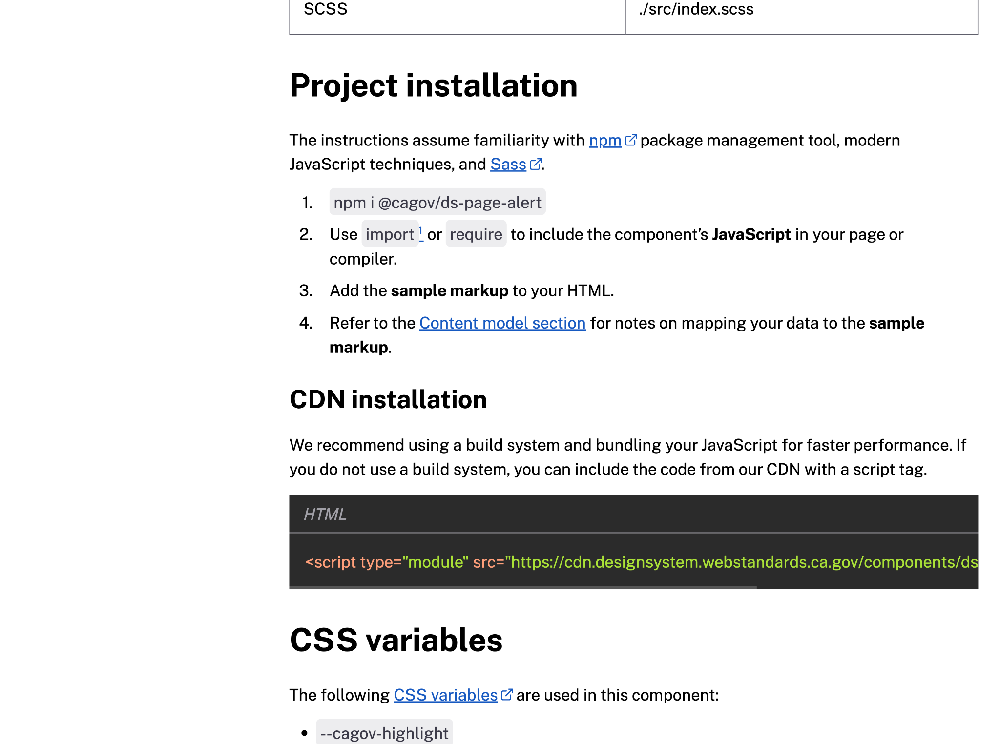 SCSS ./src/index.scss
Project installation
The instructions assume familiarity with npm package management tool, modern
JavaScript techniques, and Sass.
1. npm i @cagov/ds-page-alert
2. Use import1 or require to include the component’s JavaScript in your page or
compiler.
3. Add the sample markup to your HTML.
4. Refer to the Content model section for notes on mapping your data to the sample
markup.
CDN installation
We recommend using a build system and bundling your JavaScript for faster performance. If
you do not use a build system, you can include the code from our CDN with a script tag.
HTML
<script type="module" src="https://cdn.designsystem.webstandards.ca.gov/components/ds
CSS variables
The following CSS variables are used in this component:
• --cagov-highlight